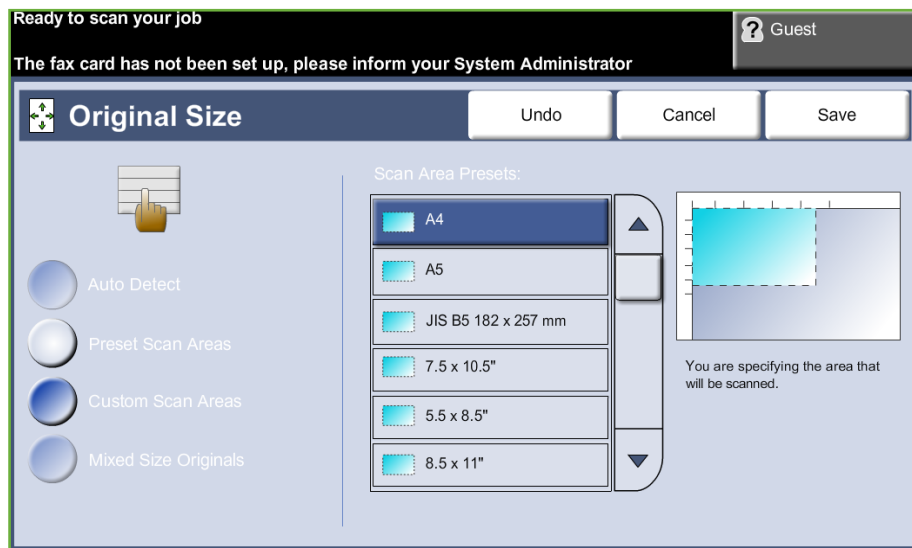 Ready to scan your job
The fax card has not been set up, please inform your System Administrator
? Guest
Original Size
Undo
Cancel
Save
Auto Detect
Preset Scan Areas
Custom Scan Areas
Mixed Size Originals
Scan Area Presets:
A4
A5
JIS B5 182 x 257 mm
7.5 x 10.5"
5.5 x 8.5"
8.5 x 11"
You are specifying the area that
will be scanned.